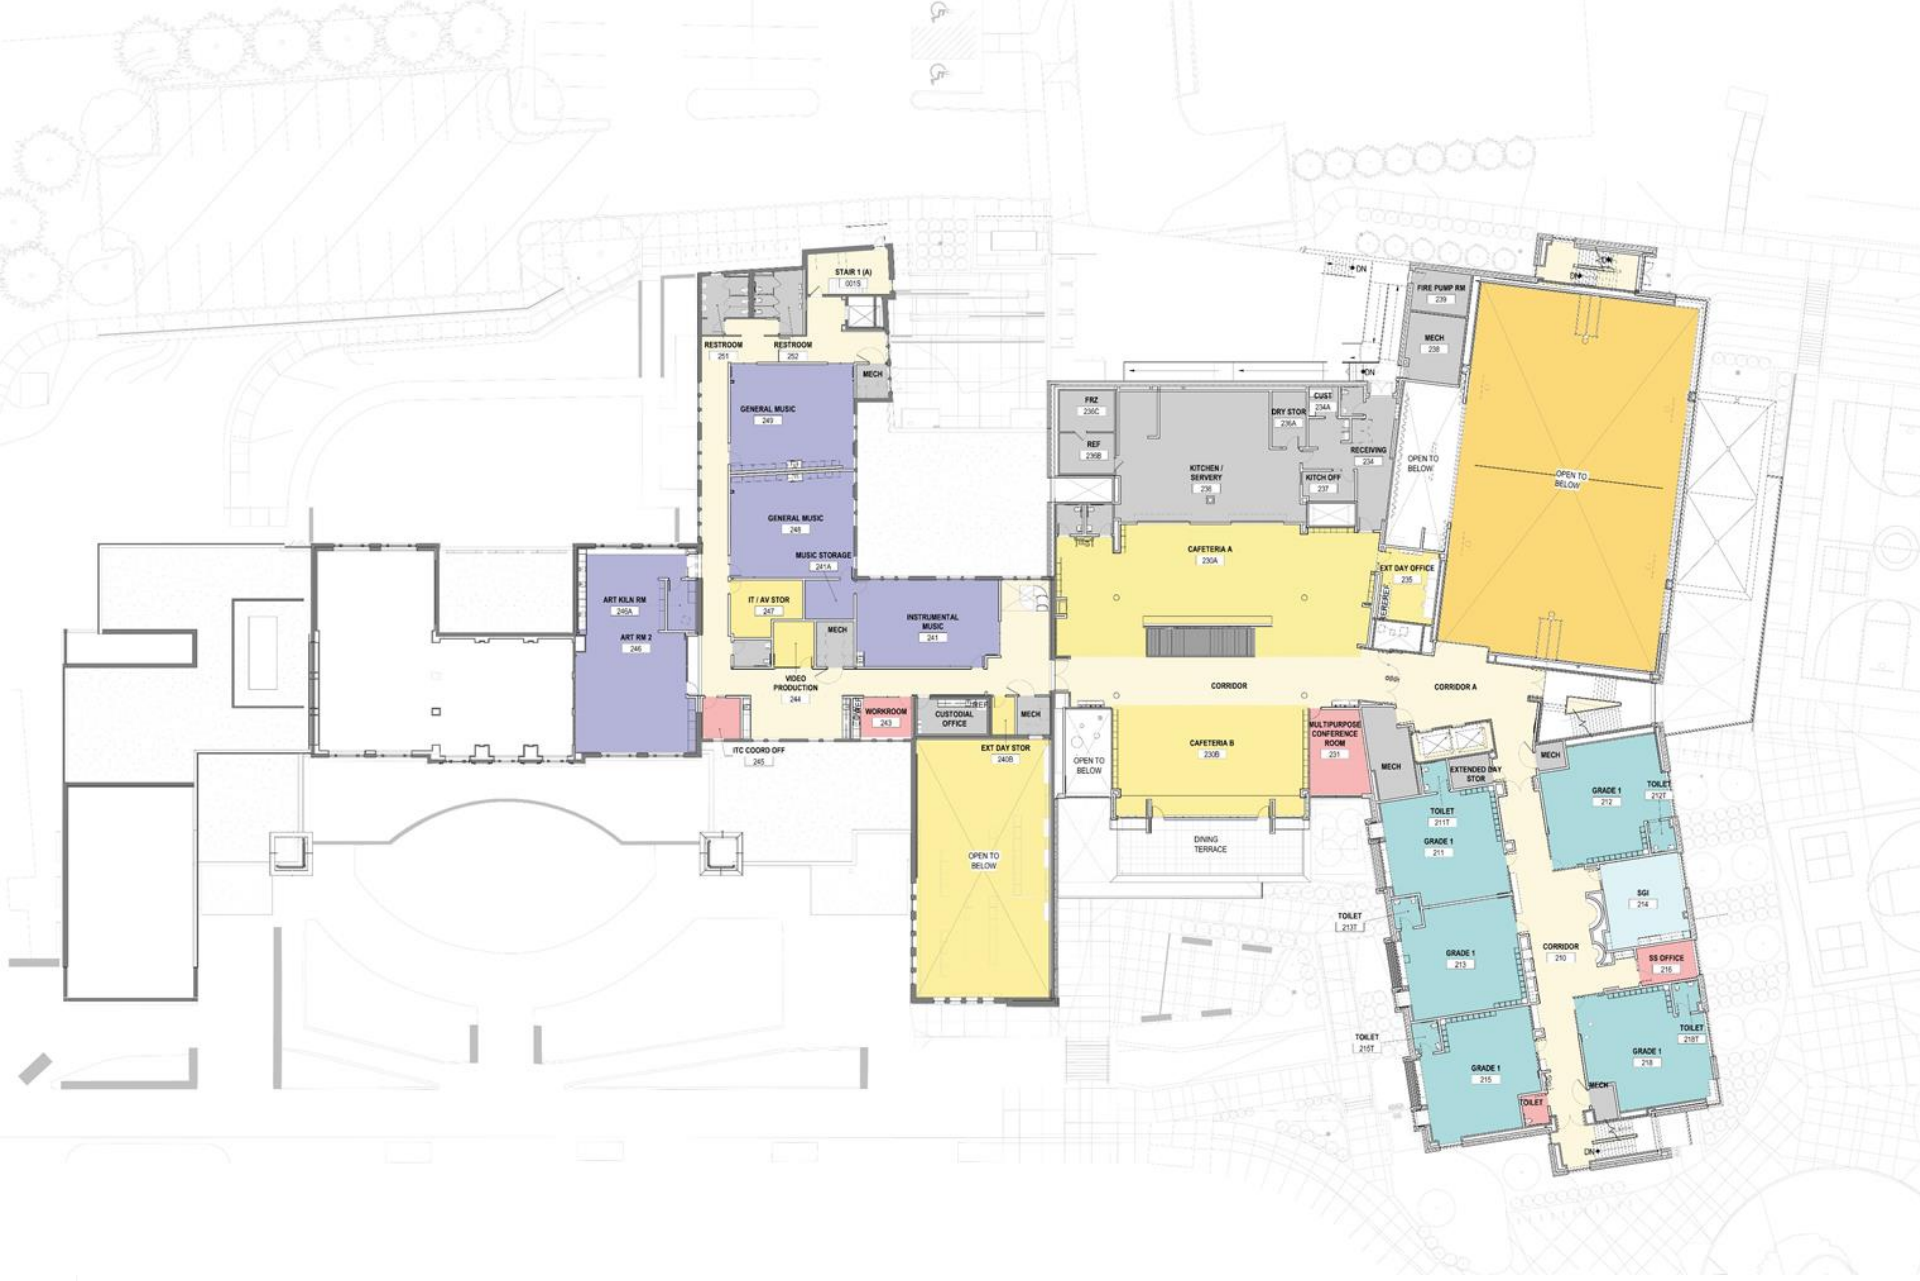 STAIR 1 (A)
001S
RESTROOM
251
RESTROOM
252
MECH
GENERAL MUSIC
249
GENERAL MUSIC
248
MUSIC STORAGE
241A
IT / AV STOR
247
MECH
INSTRUMENTAL
MUSIC
241
ART KILN RM
246A
ART RM 2
246
VIDEO
PRODUCTION
244
ITC COORD OFF
245
WORKROOM
243
CUSTODIAL
OFFICE
REF
MECH
EXT DAY STOR
240B
OPEN TO
BELOW
FRZ
236C
REF
236B
KITCHEN /
SERVERY
236
DRY STOR
236A
CUST
234A
RECEIVING
234
KITCH OFF
237
DN
DN
FIRE PUMP RM
239
MECH
238
OPEN TO
BELOW
DN
DN
OPEN TO
BELOW
CAFETERIA A
230A
EXT DAY OFFICE
235
REF
REF
CORRIDOR
CORRIDOR A
CAFETERIA B
230B
OPEN TO
BELOW
MULTIPURPOSE
CONFERENCE
ROOM
231
DINING
TERRACE
MECH
EXTENDED DAY
STOR
MECH
TOILET
211T
GRADE 1
211
GRADE 1
212
TOILET
212T
SGI
214
TOILET
213T
GRADE 1
213
CORRIDOR
210
SS OFFICE
216
TOILET
215T
GRADE 1
215
TOILET
TOILET
218T
GRADE 1
218
MECH
DN